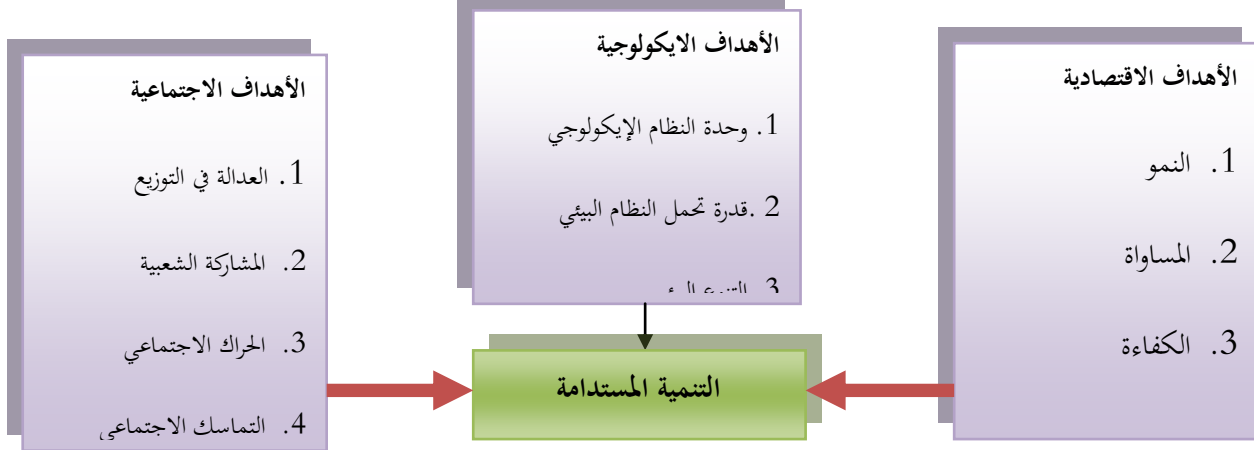 الأهداف الاقتصادية
1. النمو
2. المساواة
3. الكفاءة
الأهداف الايكولوجية
1. وحدة النظام الإيكولوجي
2 .قدرة تحمل النظام البيئي
3.
الأهداف الاجتماعية
1. العدالة في التوزيع
2. المشاركة الشعبية
3. الحراك الاجتماعي
4. التماسك الاجتماعي
التنمية المستدامة